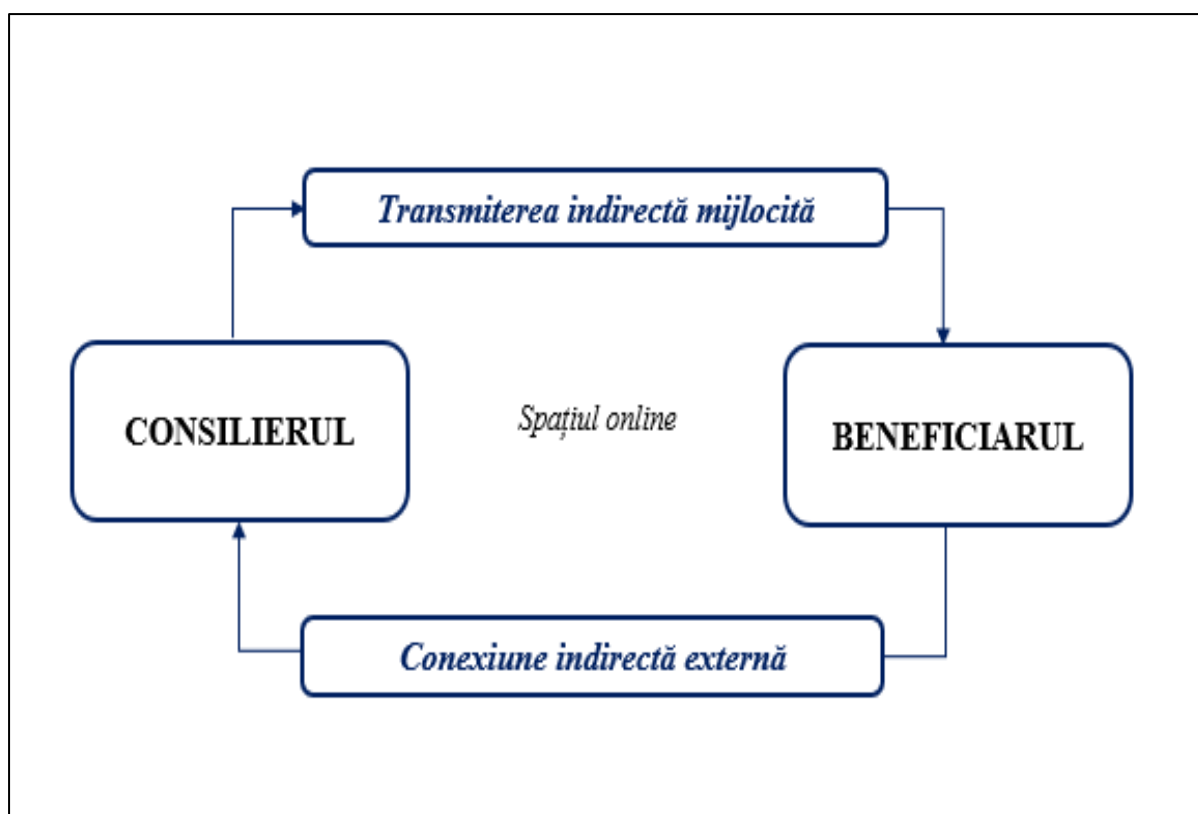 Transmiterea indirectă mijlocită
CONSILIERUL
Spațiul online
BENEFICIARUL
Conexiune indirectă externă